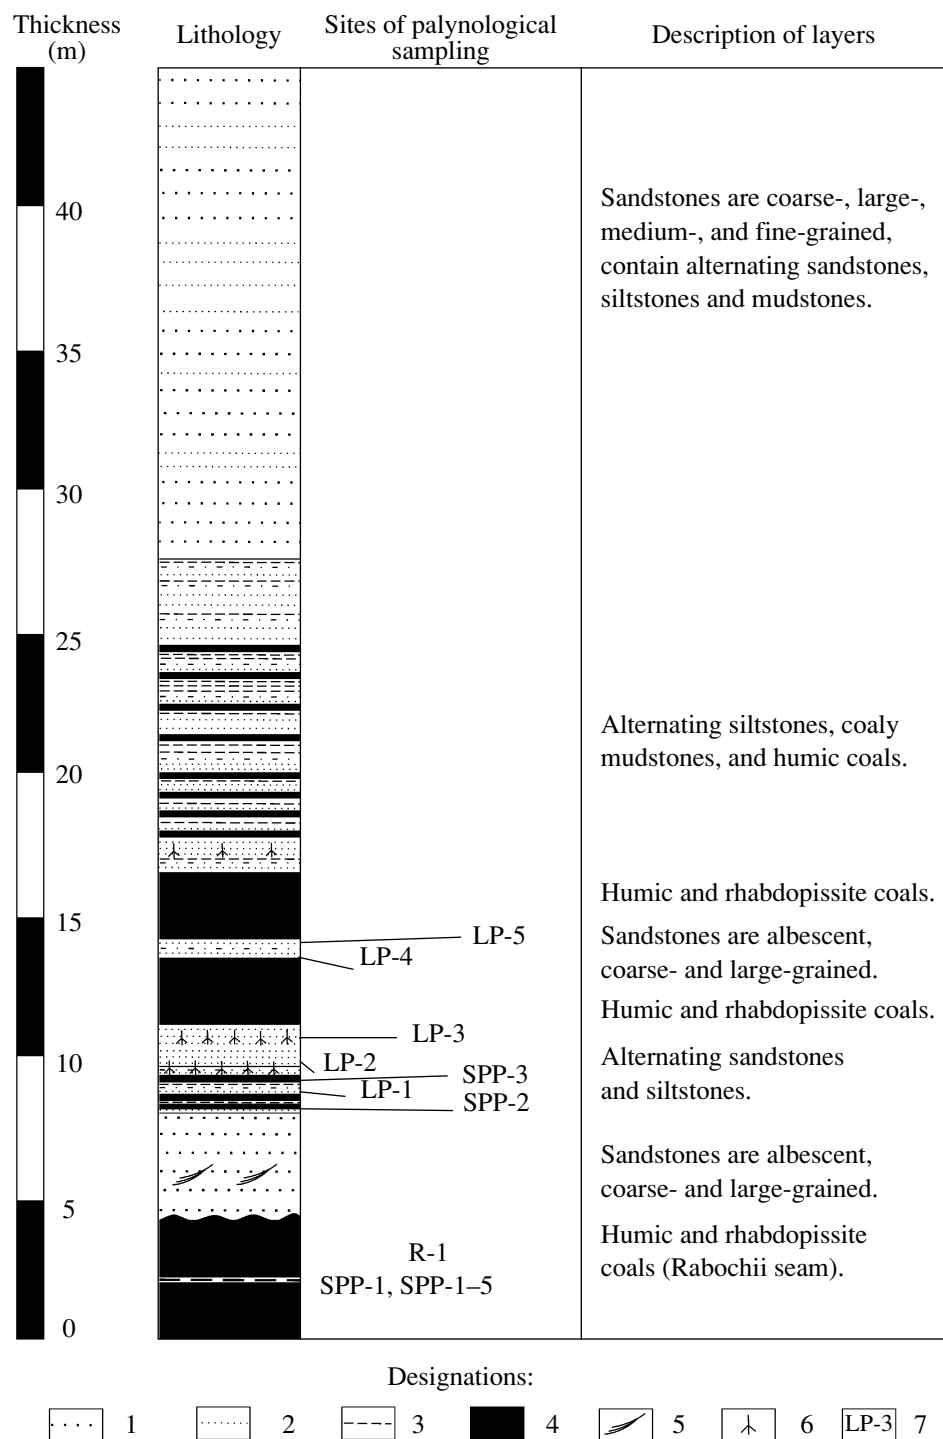 Thickness
(m)
Lithology
Sites of palynological
sampling
Description of layers
40
35
30
25
20
15
10
5
0
Sandstones are coarse-, large-,
medium-, and fine-grained,
contain alternating sandstones,
siltstones and mudstones.
Alternating siltstones, coaly
mudstones, and humic coals.
Humic and rhabdopissite coals.
LP-5
Sandstones are albescent,
coarse- and large-grained.
LP-4
Humic and rhabdopissite coals.
LP-3
LP-2
SPP-3
LP-1
SPP-2
Alternating sandstones
and siltstones.
Sandstones are albescent,
coarse- and large-grained.
R-1
SPP-1, SPP-1–5
Humic and rhabdopissite
coals (Rabochii seam).
Designations:
1
2
3
4
5
6
LP-3 7